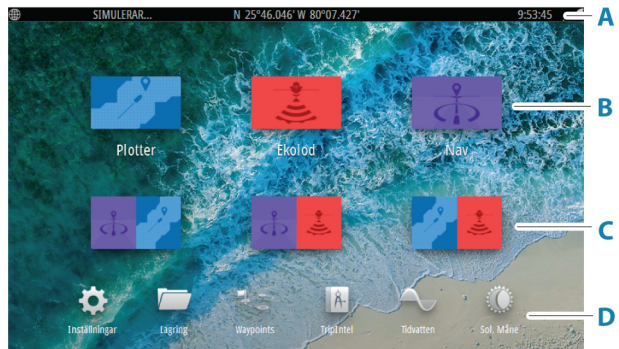 SIMULERAR... N 25°46.046' W 80°07.427' 9:53:45 A
B
Plotter Ekolod Nav
C
D
Inställningar Lagring Waypoints TripIntel Tidvatten Sol, Måne